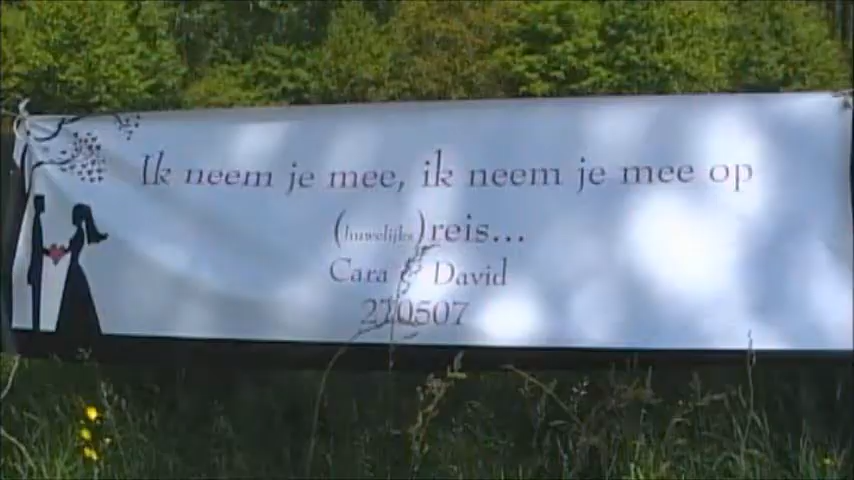 Ik neem je mee, ik neem je mee op
(huwelijks)reis...
Cara & David
270507